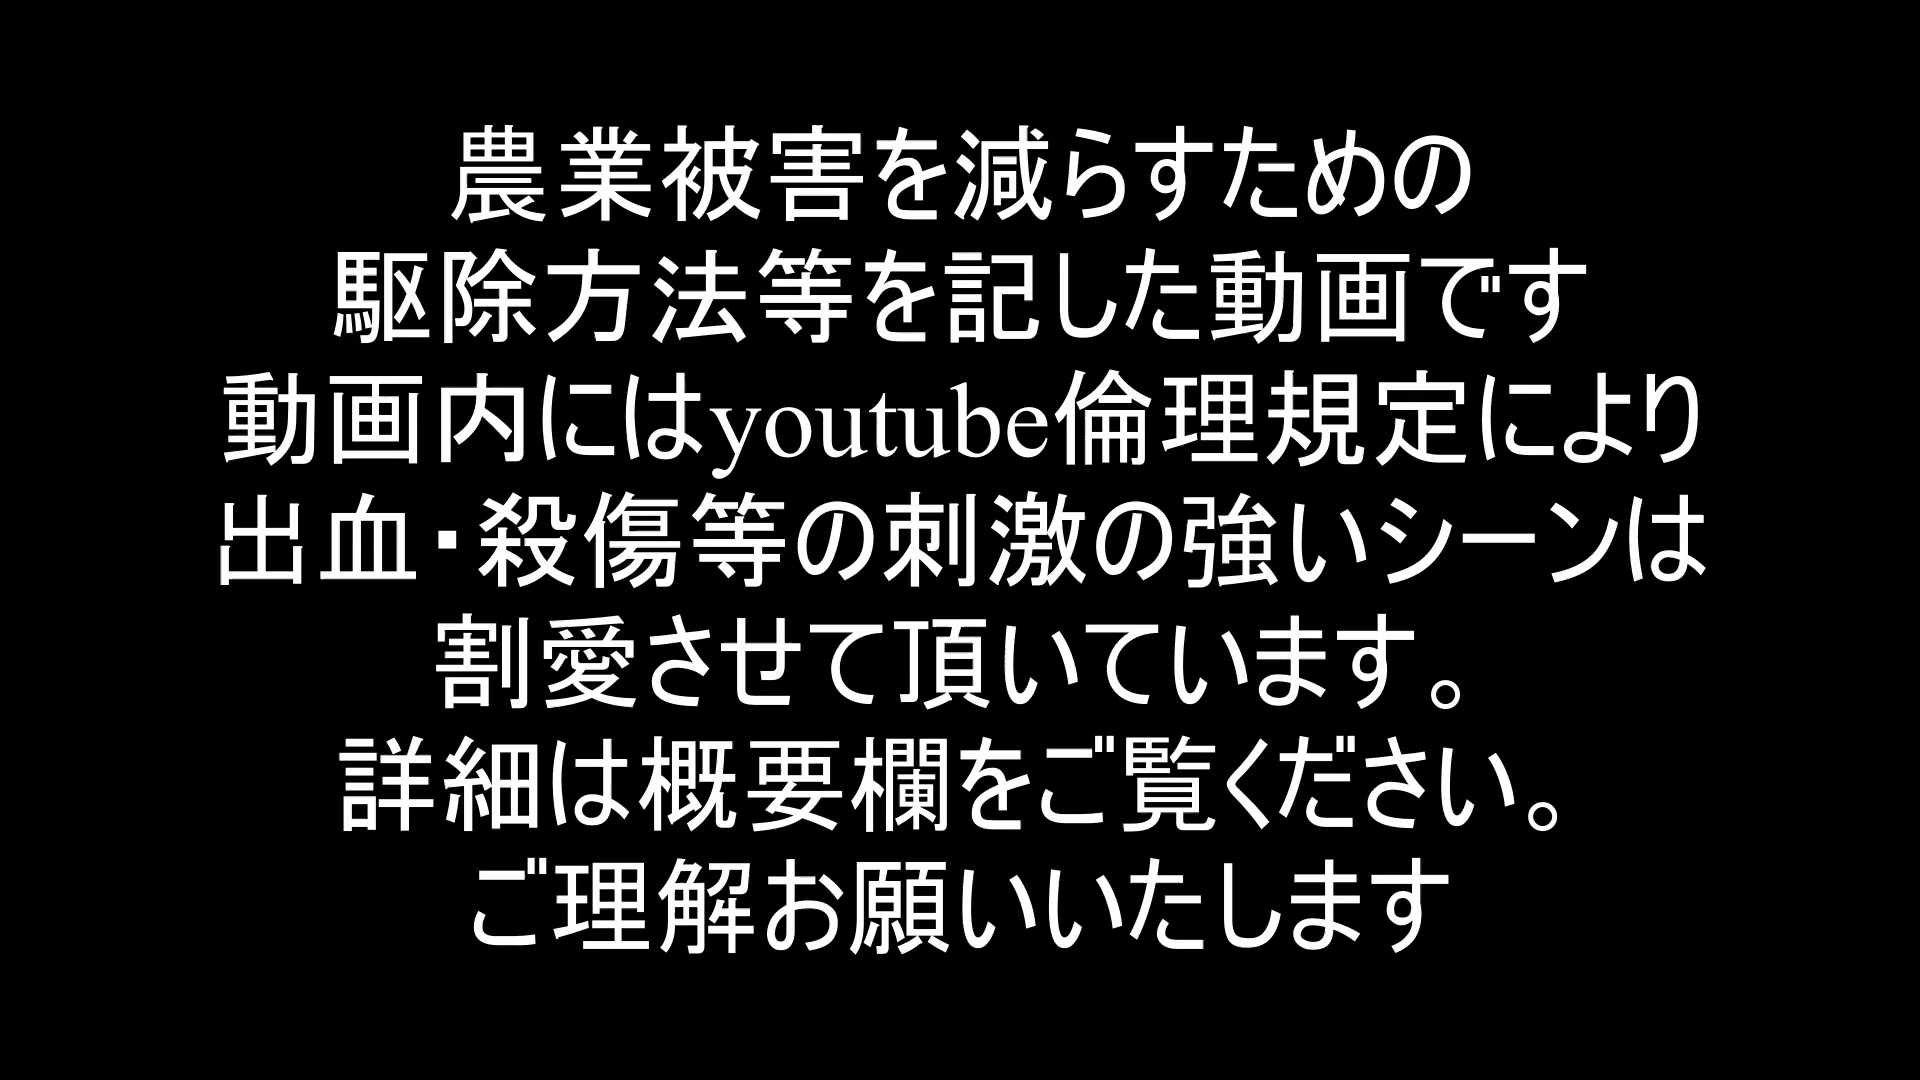 農業被害を減らすための
駆除方法等を記した動画です
動画内にはyoutube倫理規定により
出血・殺傷等の刺激の強いシーンは
割愛させて頂いています。
詳細は概要欄をご覧ください。
ご理解お願いいたします